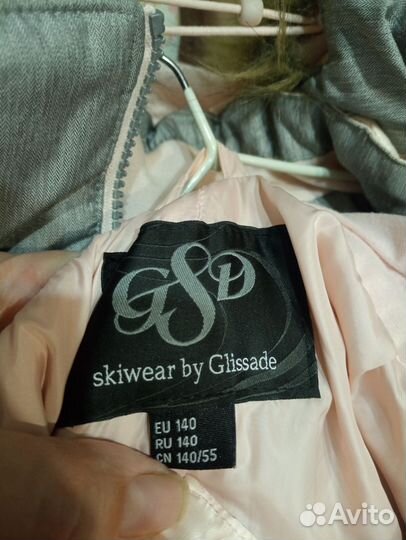 GSD
skiwear by Glissade
EU 140
RU 140
CN 140/55
Avito